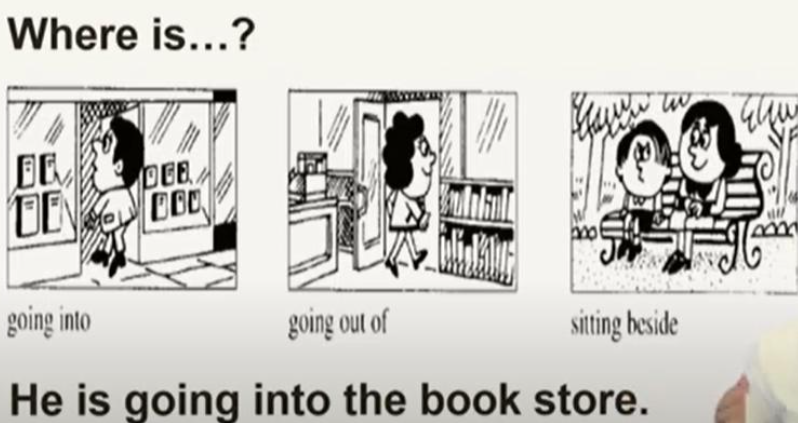 Where is...?
going into
going out of
sitting beside
He is going into the book store.